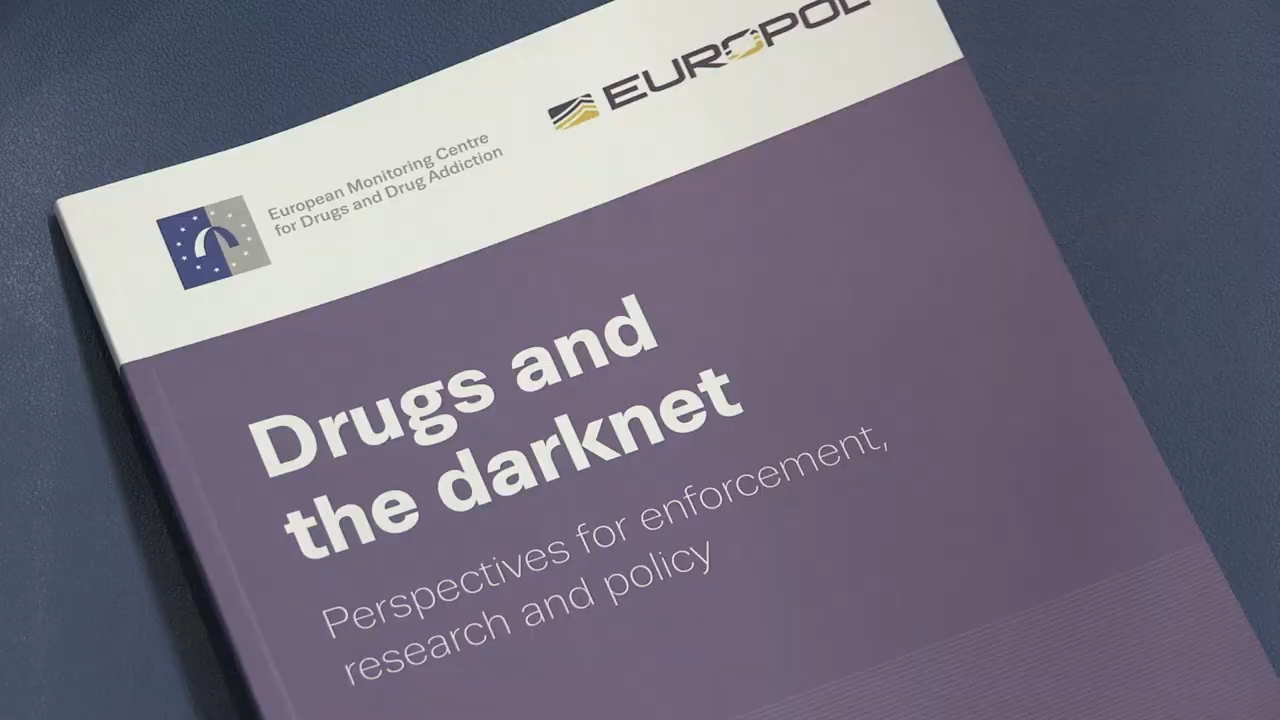 EUROPOL
European Monitoring Centre
for Drugs and Drug Addiction
Drugs and
the darknet
Perspectives for enforcement,
research and policy